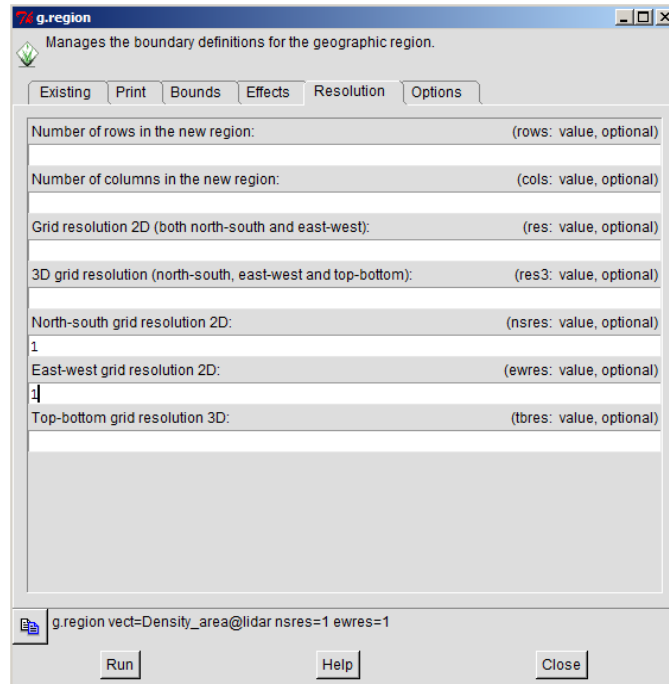 g.region
Manages the boundary definitions for the geographic region.
Existing Print Bounds Effects Resolution Options
Number of rows in the new region: (rows: value, optional)
Number of columns in the new region: (cols: value, optional)
Grid resolution 2D (both north-south and east-west): (res: value, optional)
3D grid resolution (north-south, east-west and top-bottom): (res3: value, optional)
North-south grid resolution 2D: (nsres: value, optional)
1
East-west grid resolution 2D: (ewres: value, optional)
1
Top-bottom grid resolution 3D: (tbres: value, optional)
g.region vect=Density_area@lidar nsres=1 ewres=1
Run Help Close